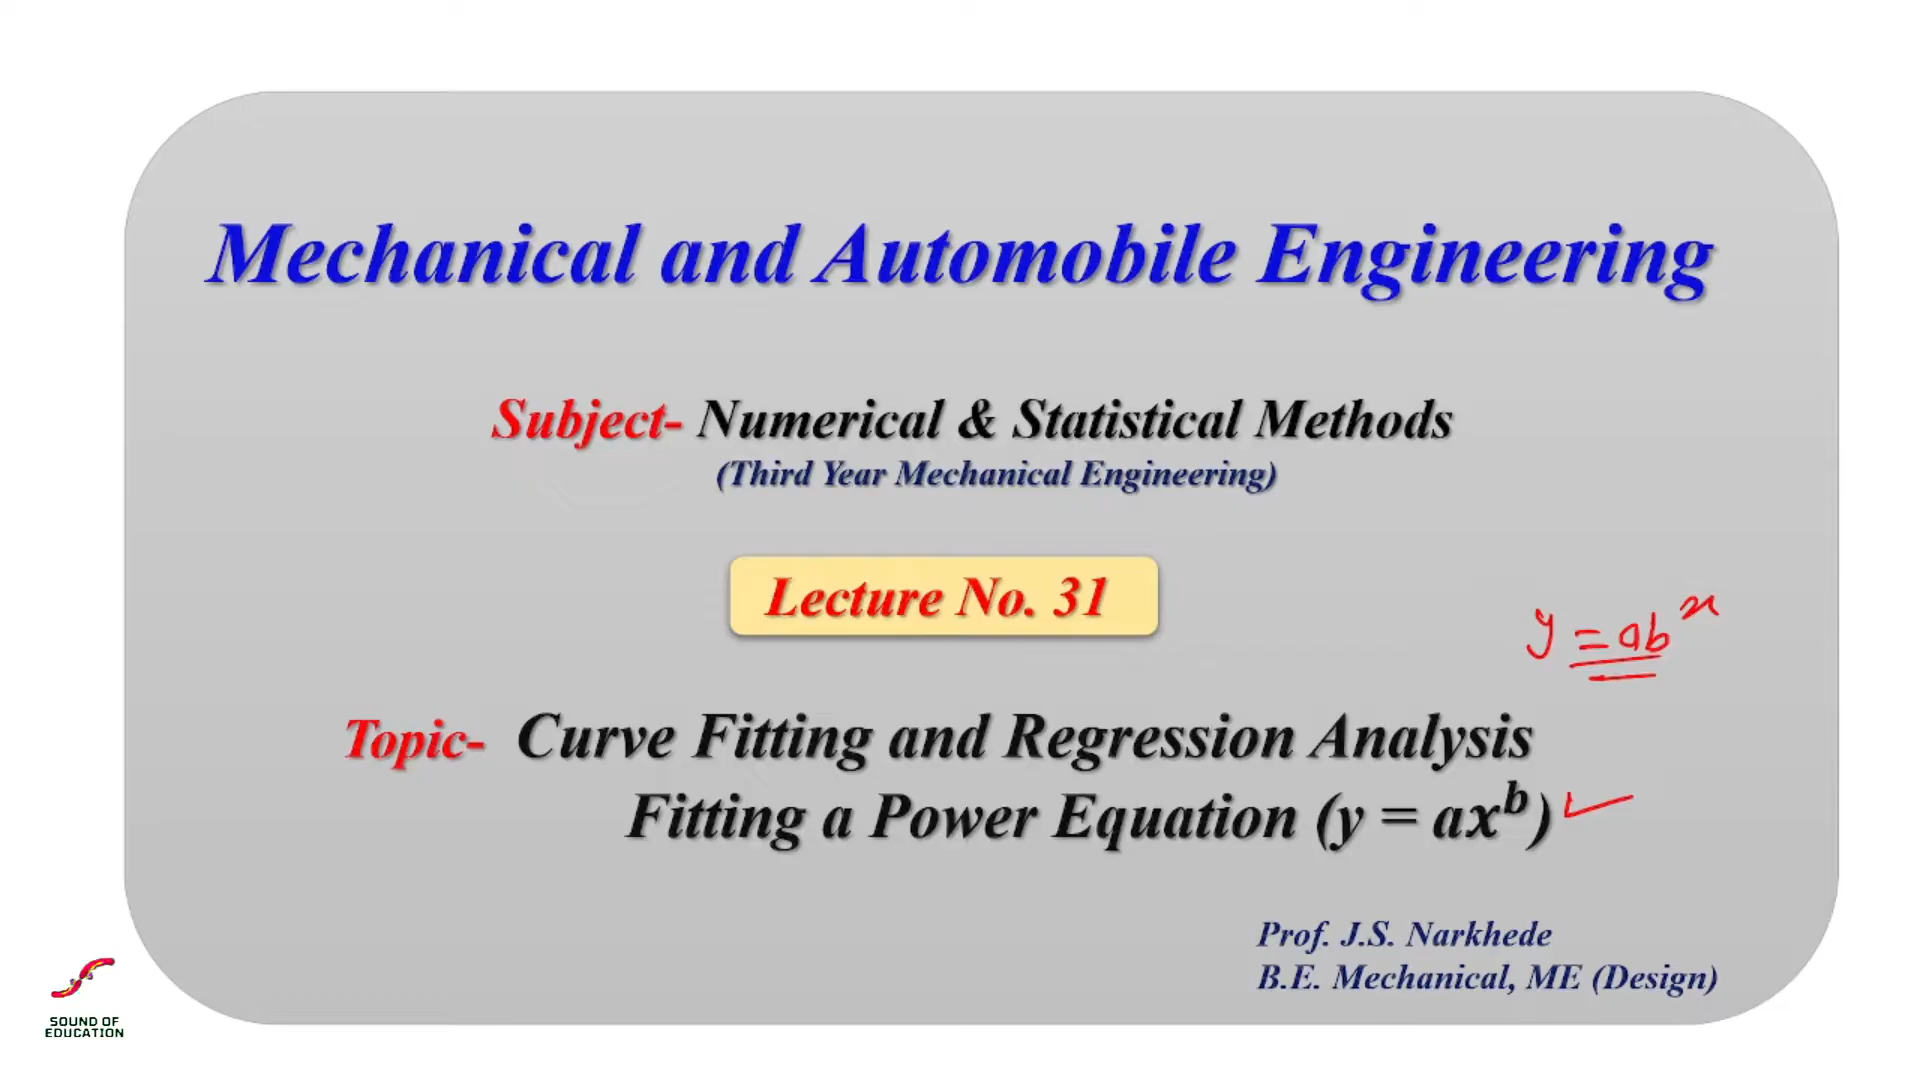 Mechanical and Automobile Engineering
Subject- Numerical & Statistical Methods
(Third Year Mechanical Engineering)
Lecture No. 31
y = ab^x
Topic- Curve Fitting and Regression Analysis
Fitting a Power Equation (y = ax^b)
Prof. J.S. Narkhede
B.E. Mechanical, ME (Design)
SOUND OF
EDUCATION